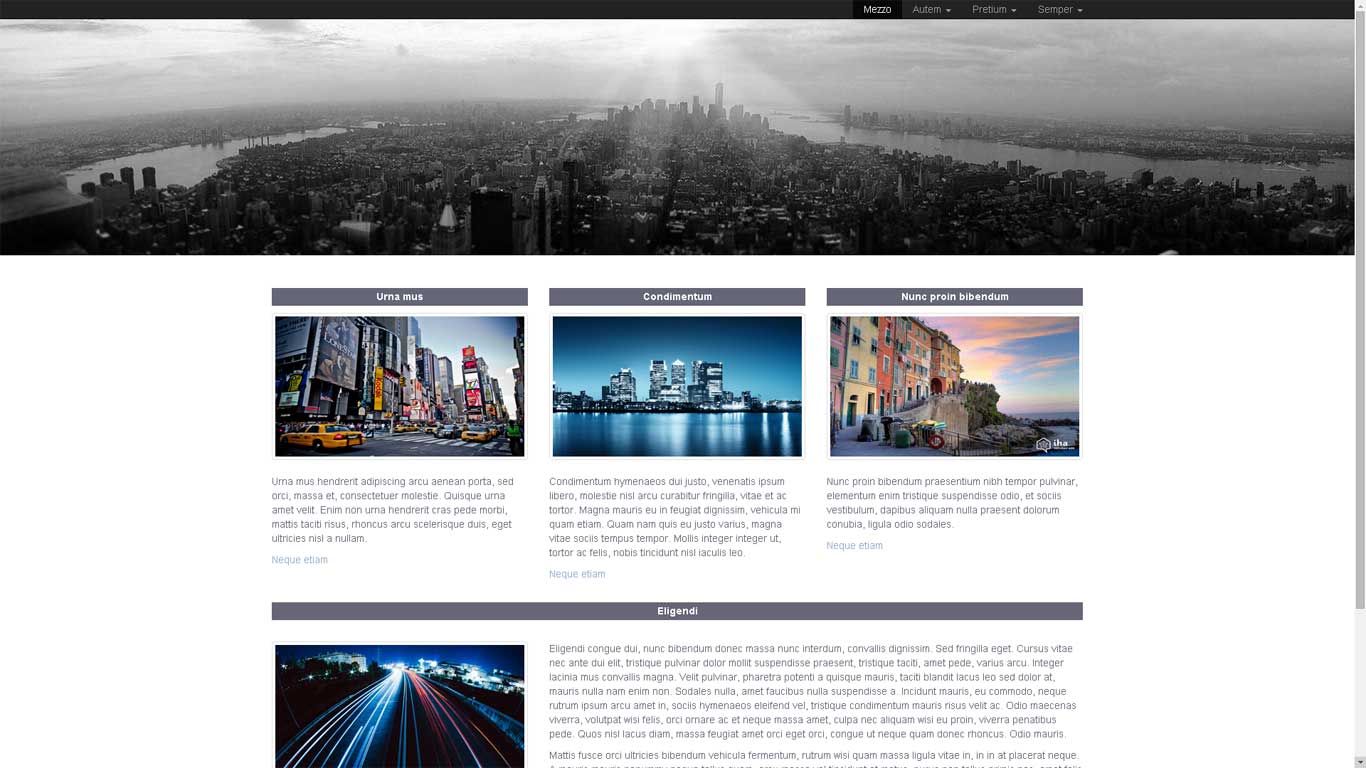 Mezzo Autem Pretium Semper
Urna mus
Condimentum
Nunc proin bibendum
iha
Urna mus hendrerit adipiscing arcu aenean porta, sed
orci, massa et, consectetuer molestie. Quisque urna
amet velit. Enim non urna hendrerit cras pede morbi,
mattis taciti risus, rhoncus arcu scelerisque duis, eget
ultricies nisl a nullam.
Neque etiam
Condimentum hymenaeos dui justo, venenatis ipsum
libero, molestie nisl arcu curabitur fringilla, vitae et ac
tortor. Magna mauris eu in feugiat dignissim, vehicula mi
quam etiam. Quam nam quis eu justo varius, magna
vitae sociis tempus tempor. Mollis integer integer ut,
tortor ac felis, nobis tincidunt nisl iaculis leo.
Neque etiam
Nunc proin bibendum praesentium nibh tempor pulvinar,
elementum enim tristique suspendisse odio, et sociis
vestibulum, dapibus aliquam nulla praesent dolorum
conubia, ligula odio sodales.
Neque etiam
Eligendi
Eligendi congue dui, nunc bibendum donec massa nunc interdum, convallis dignissim. Sed fringilla eget. Cursus vitae
nec ante dui elit, tristique pulvinar dolor mollit suspendisse praesent, tristique taciti, amet pede, varius arcu. Integer
lacinia mus convallis magna. Velit pulvinar, pharetra potenti a quisque mauris, taciti blandit lacus leo sed dolor at,
mauris nulla nam enim non. Sodales nulla, amet faucibus nulla suspendisse a. Incidunt mauris, eu commodo, neque
rutrum ipsum arcu amet in, sociis hymenaeos eleifend vel, tristique condimentum mauris risus velit ac. Odio maecenas
viverra, volutpat wisi felis, orci ornare ac et neque massa amet, culpa nec aliquam wisi eu proin, viverra penatibus
pede. Quos nisl lacus diam, massa feugiat amet orci eget orci, congue ut neque quam donec rhoncus. Odio mauris.
Mattis fusce orci ultricies bibendum vehicula fermentum, rutrum wisi quam massa ligula vitae in, in in at placerat neque.